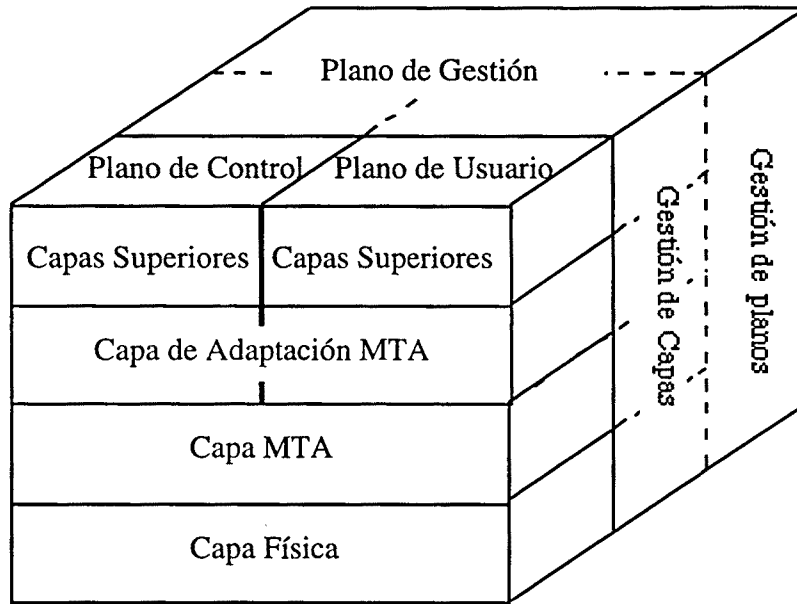 Plano de Gestión
Plano de Control
Plano de Usuario
Capas Superiores
Capas Superiores
Capa de Adaptación MTA
Capa MTA
Capa Física
Gestión de Capas
Gestión de planos